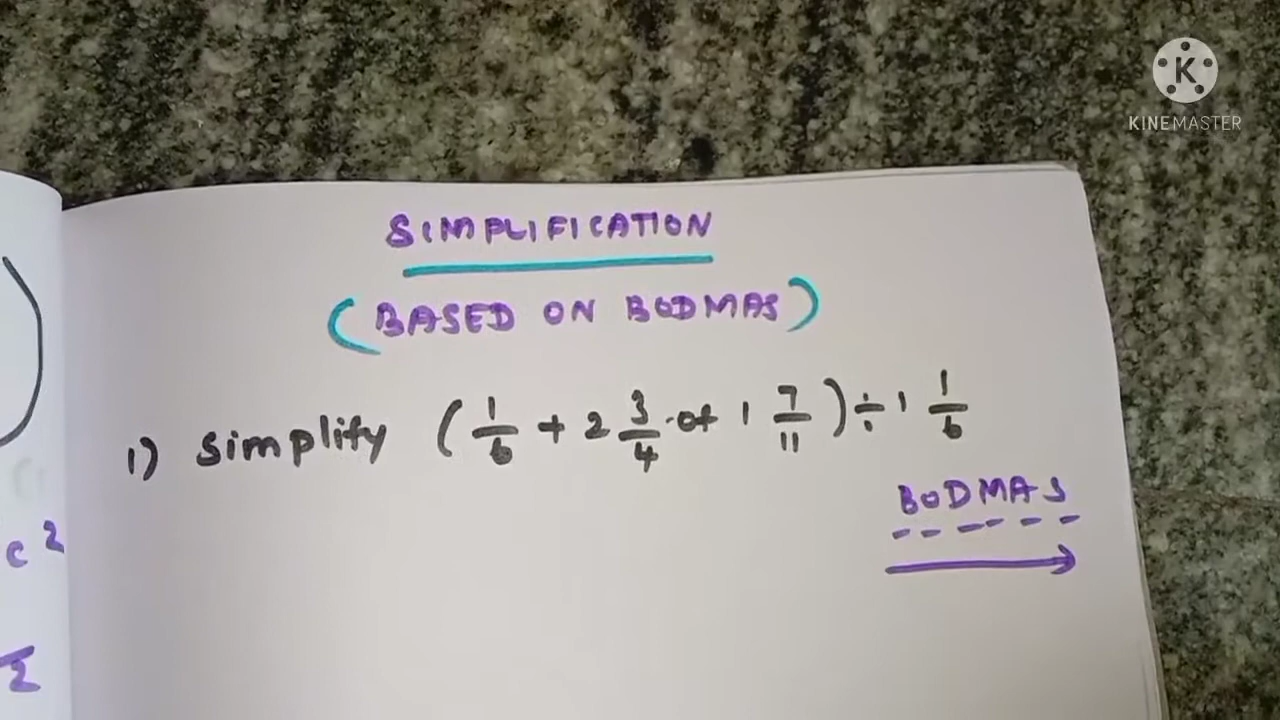 K
KINEMASTER
SIMPLIFICATION
(BASED ON BODMAS)
1) Simplify (1/6 + 2 3/4 of 1 7/11) ÷ 1 1/6
BODMAS
c²
Σ